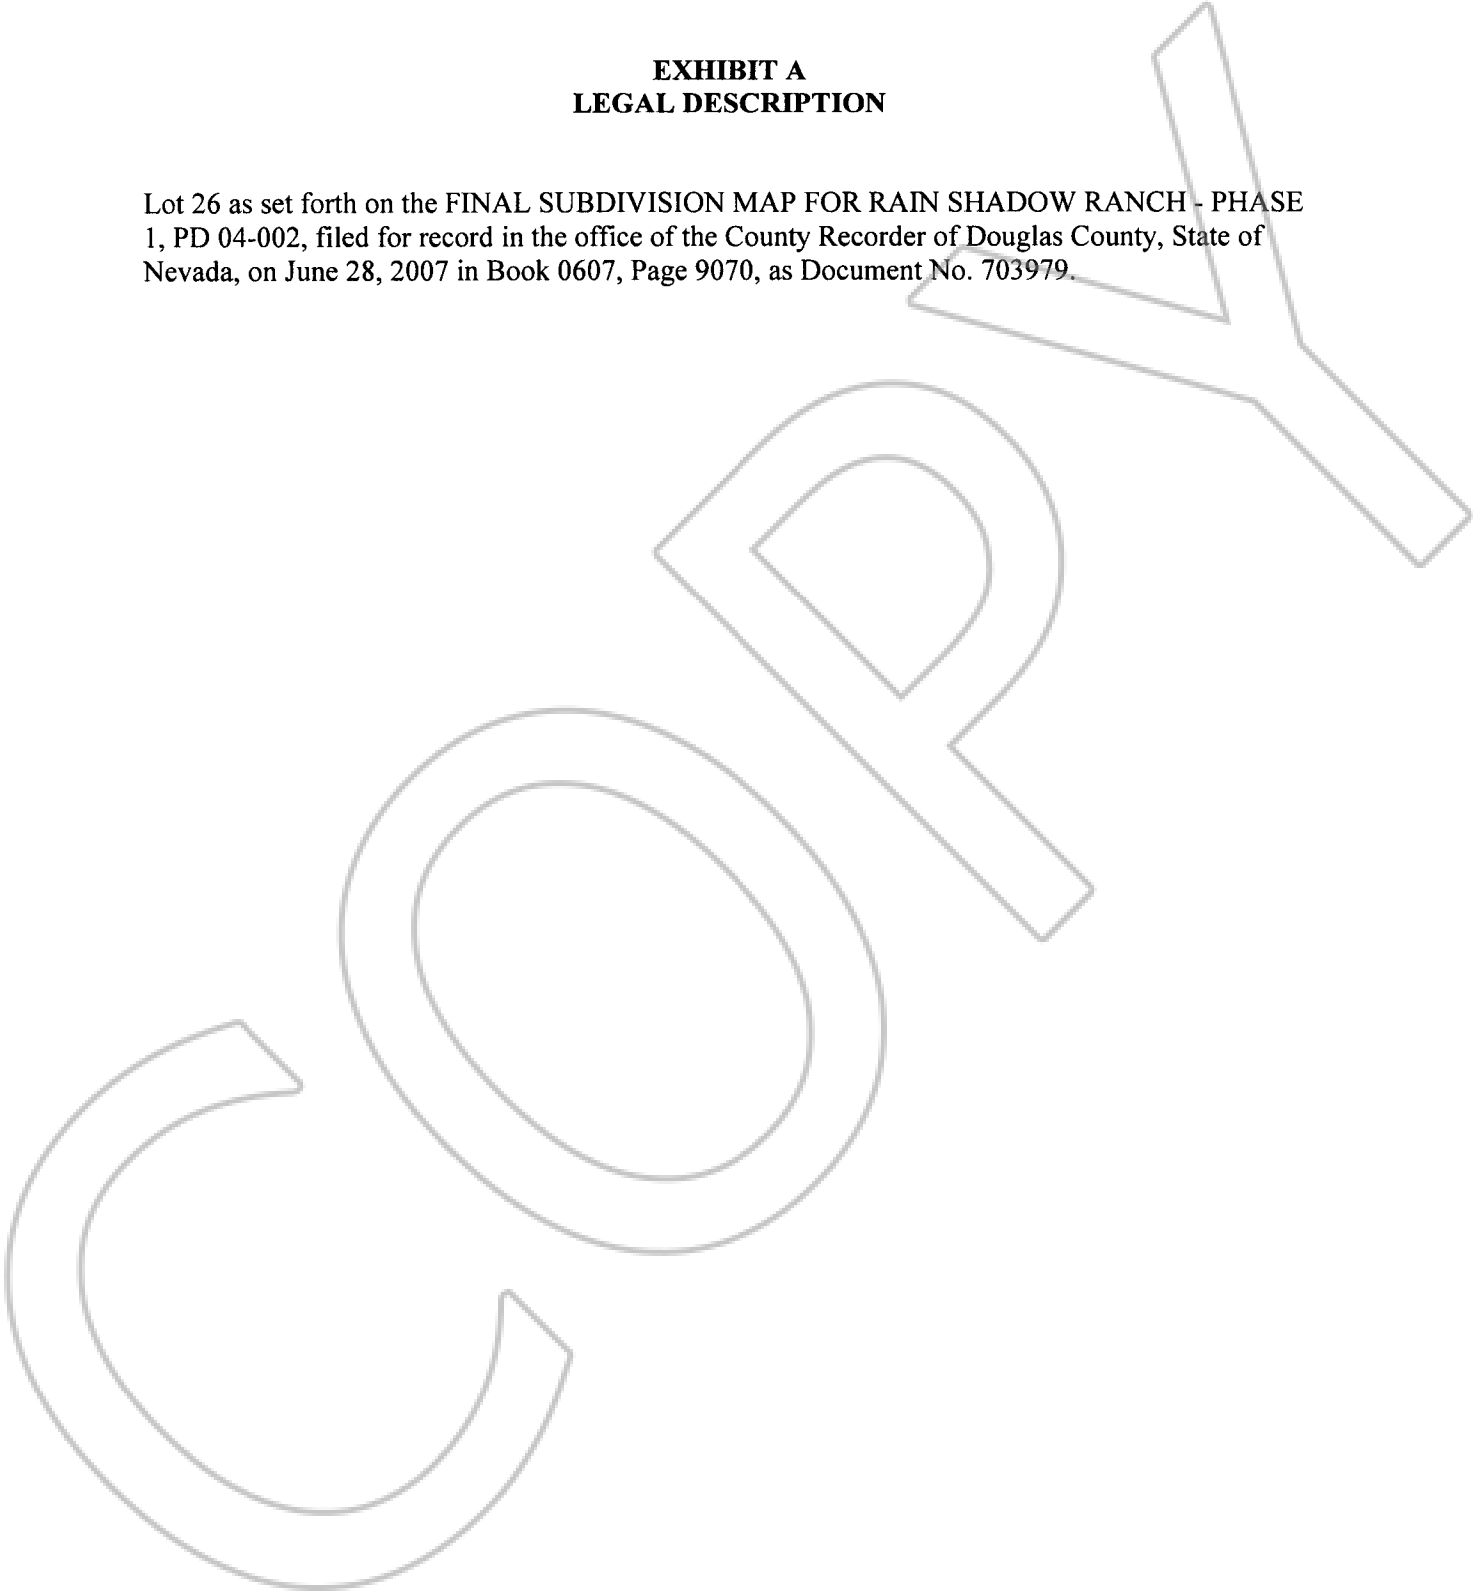 EXHIBIT A
LEGAL DESCRIPTION
Lot 26 as set forth on the FINAL SUBDIVISION MAP FOR RAIN SHADOW RANCH - PHASE
1, PD 04-002, filed for record in the office of the County Recorder of Douglas County, State of
Nevada, on June 28, 2007 in Book 0607, Page 9070, as Document No. 703979.
COPY